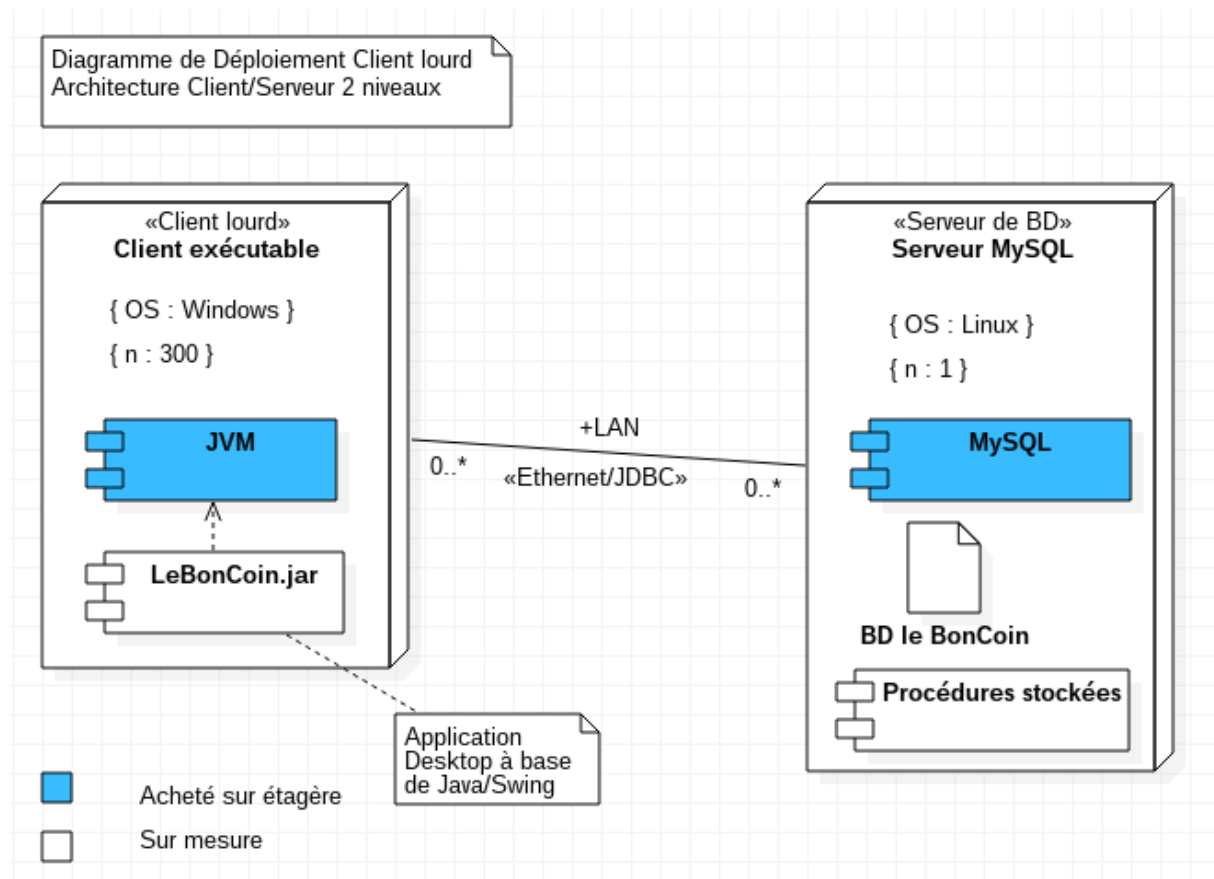 Diagramme de Déploiement Client lourd
Architecture Client/Serveur 2 niveaux
«Client lourd»
Client exécutable
{ OS : Windows }
{ n : 300 }
JVM
LeBonCoin.jar
+LAN
0..*
«Ethernet/JDBC»
0..*
«Serveur de BD»
Serveur MySQL
{ OS : Linux }
{ n : 1 }
MySQL
BD le BonCoin
Procédures stockées
Application
Desktop à base
de Java/Swing
Acheté sur étagère
Sur mesure